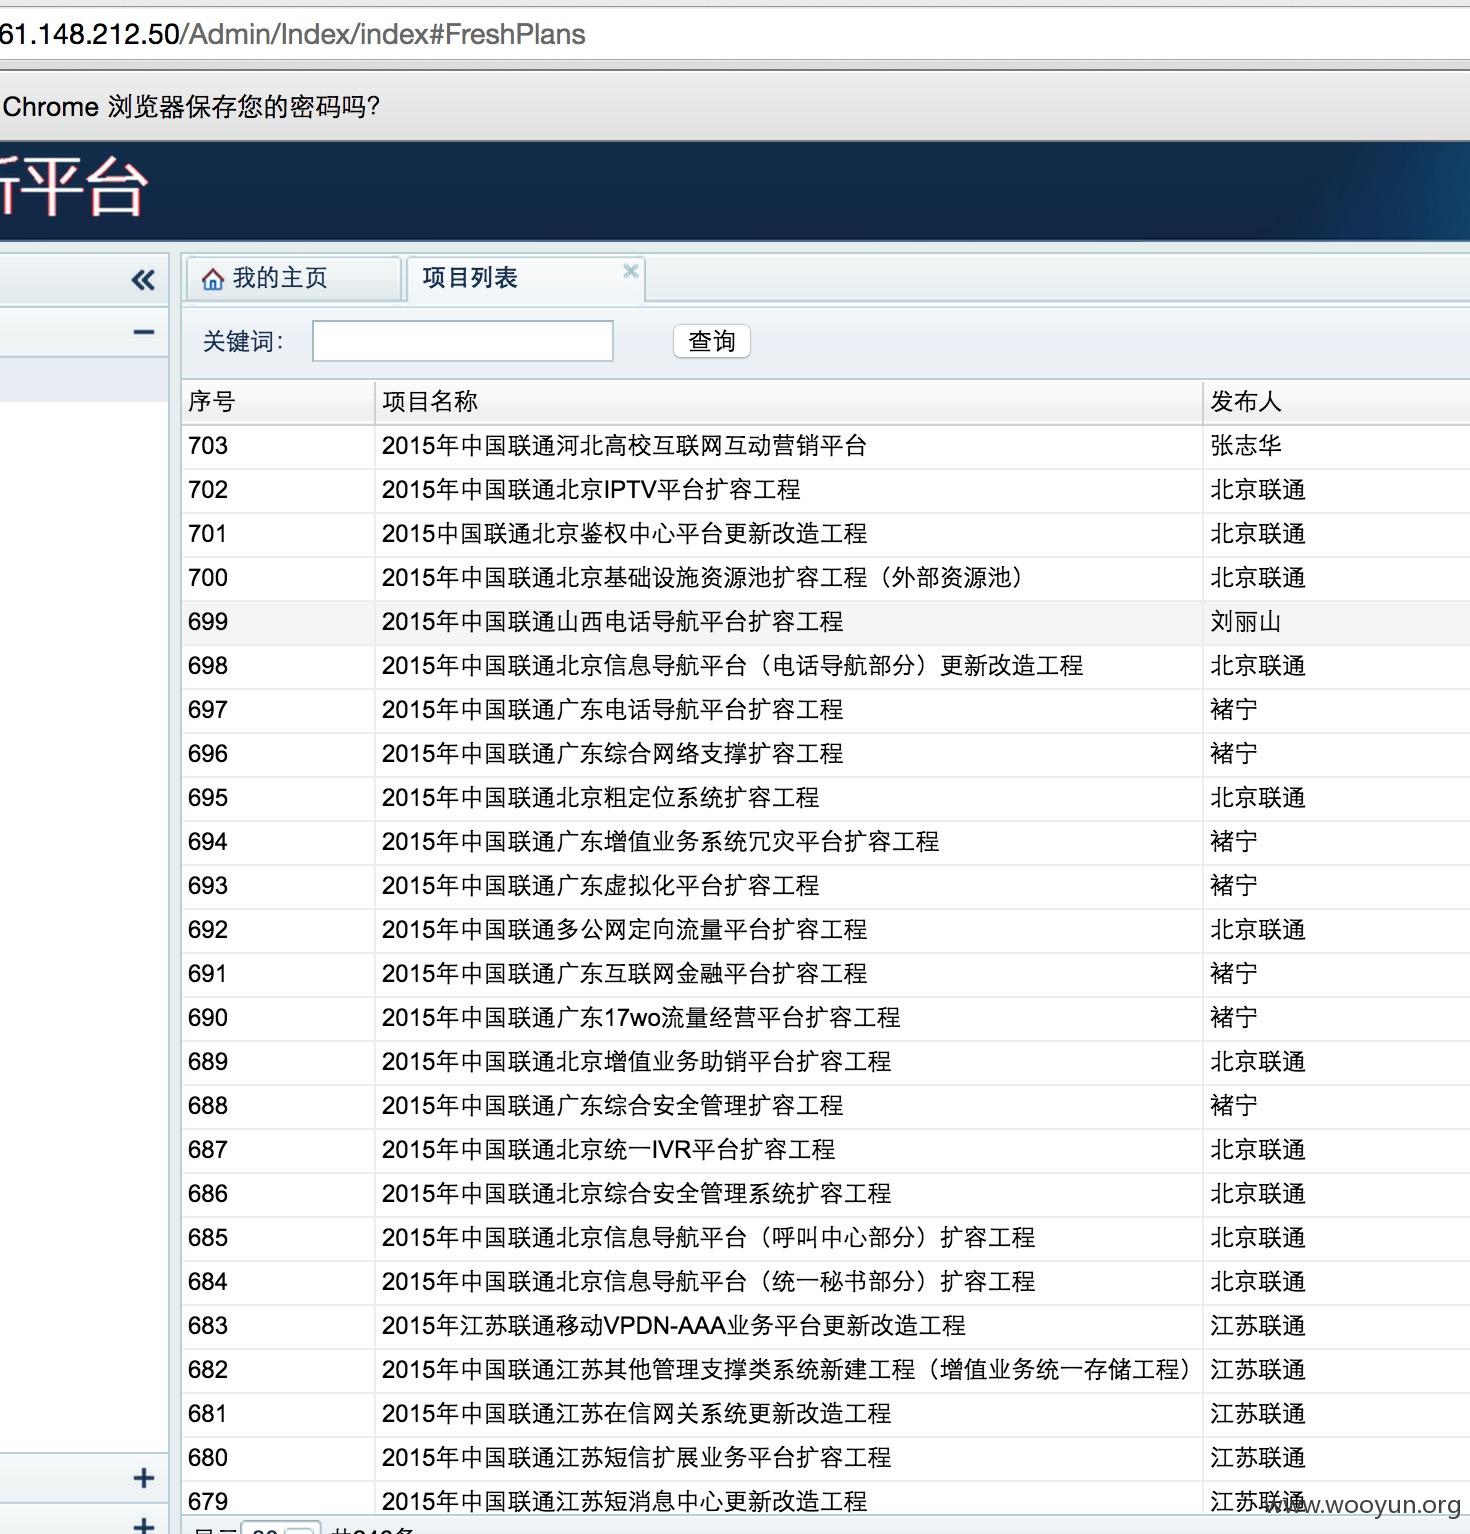 61.148.212.50/Admin/Index/index#FreshPlans
Chrome 浏览器保存您的密码吗?
新平台
我的主页 项目列表
关键词: 查询
序号 项目名称 发布人
703 2015年中国联通河北高校互联网互动营销平台 张志华
702 2015年中国联通北京IPTV平台扩容工程 北京联通
701 2015中国联通北京鉴权中心平台更新改造工程 北京联通
700 2015年中国联通北京基础设施资源池扩容工程（外部资源池） 北京联通
699 2015年中国联通山西电话导航平台扩容工程 刘丽山
698 2015年中国联通北京信息导航平台（电话导航部分）更新改造工程 北京联通
697 2015年中国联通广东电话导航平台扩容工程 褚宁
696 2015年中国联通广东综合网络支撑扩容工程 褚宁
695 2015年中国联通北京粗定位系统扩容工程 北京联通
694 2015年中国联通广东增值业务系统冗灾平台扩容工程 褚宁
693 2015年中国联通广东虚拟化平台扩容工程 褚宁
692 2015年中国联通多公网定向流量平台扩容工程 北京联通
691 2015年中国联通广东互联网金融平台扩容工程 褚宁
690 2015年中国联通广东17wo流量经营平台扩容工程 褚宁
689 2015年中国联通北京增值业务助销平台扩容工程 北京联通
688 2015年中国联通广东综合安全管理扩容工程 褚宁
687 2015年中国联通北京统一IVR平台扩容工程 北京联通
686 2015年中国联通北京综合安全管理系统扩容工程 北京联通
685 2015年中国联通北京信息导航平台（呼叫中心部分）扩容工程 北京联通
684 2015年中国联通北京信息导航平台（统一秘书部分）扩容工程 北京联通
683 2015年江苏联通移动VPDN-AAA业务平台更新改造工程 江苏联通
682 2015年中国联通江苏其他管理支撑类系统新建工程（增值业务统一存储工程） 江苏联通
681 2015年中国联通江苏在信网关系统更新改造工程 江苏联通
680 2015年中国联通江苏短信扩展业务平台扩容工程 江苏联通
679 2015年中国联通江苏短消息中心更新改造工程 江苏联通
www.wooyun.org